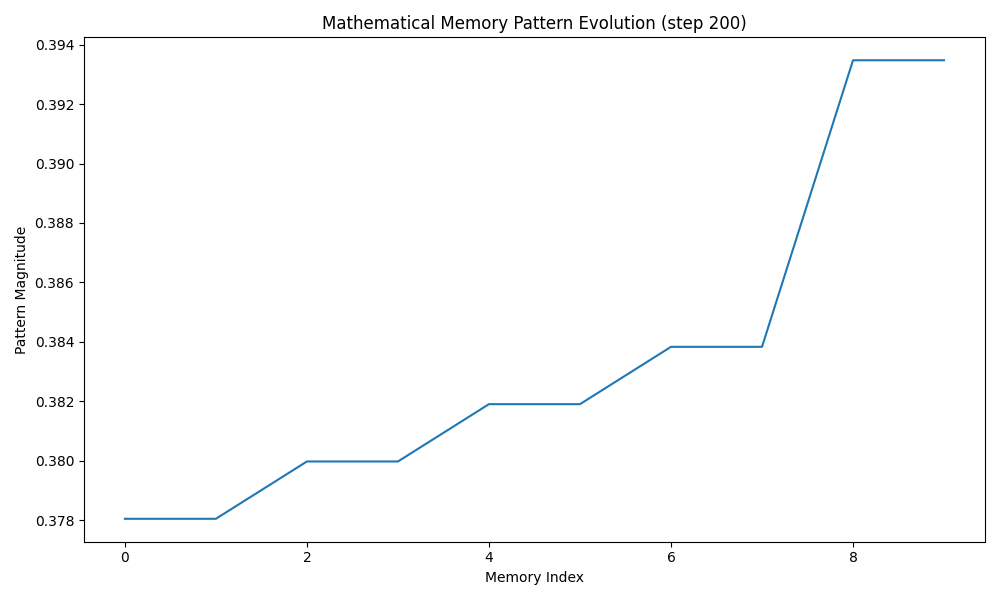 Mathematical Memory Pattern Evolution (step 200)
Pattern Magnitude
0.394
0.392
0.390
0.388
0.386
0.384
0.382
0.380
0.378
0 2 4 6 8
Memory Index